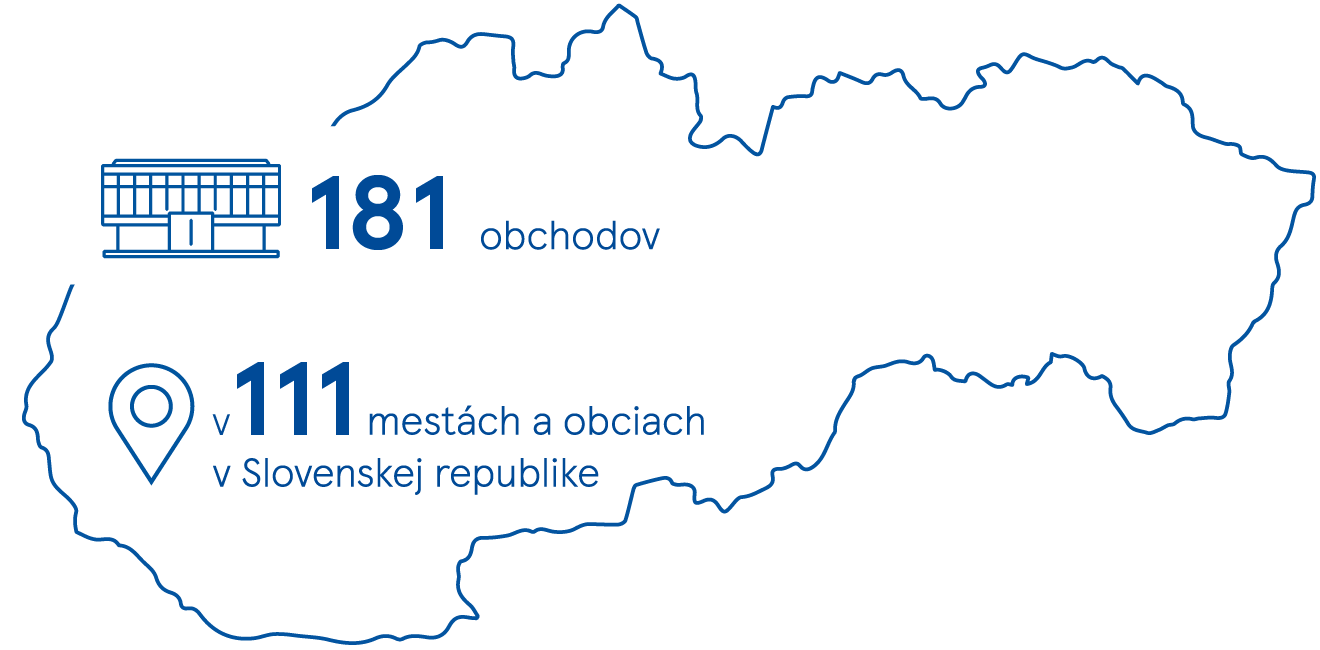 181 obchodov
v 111 mestách a obciach
v Slovenskej republike